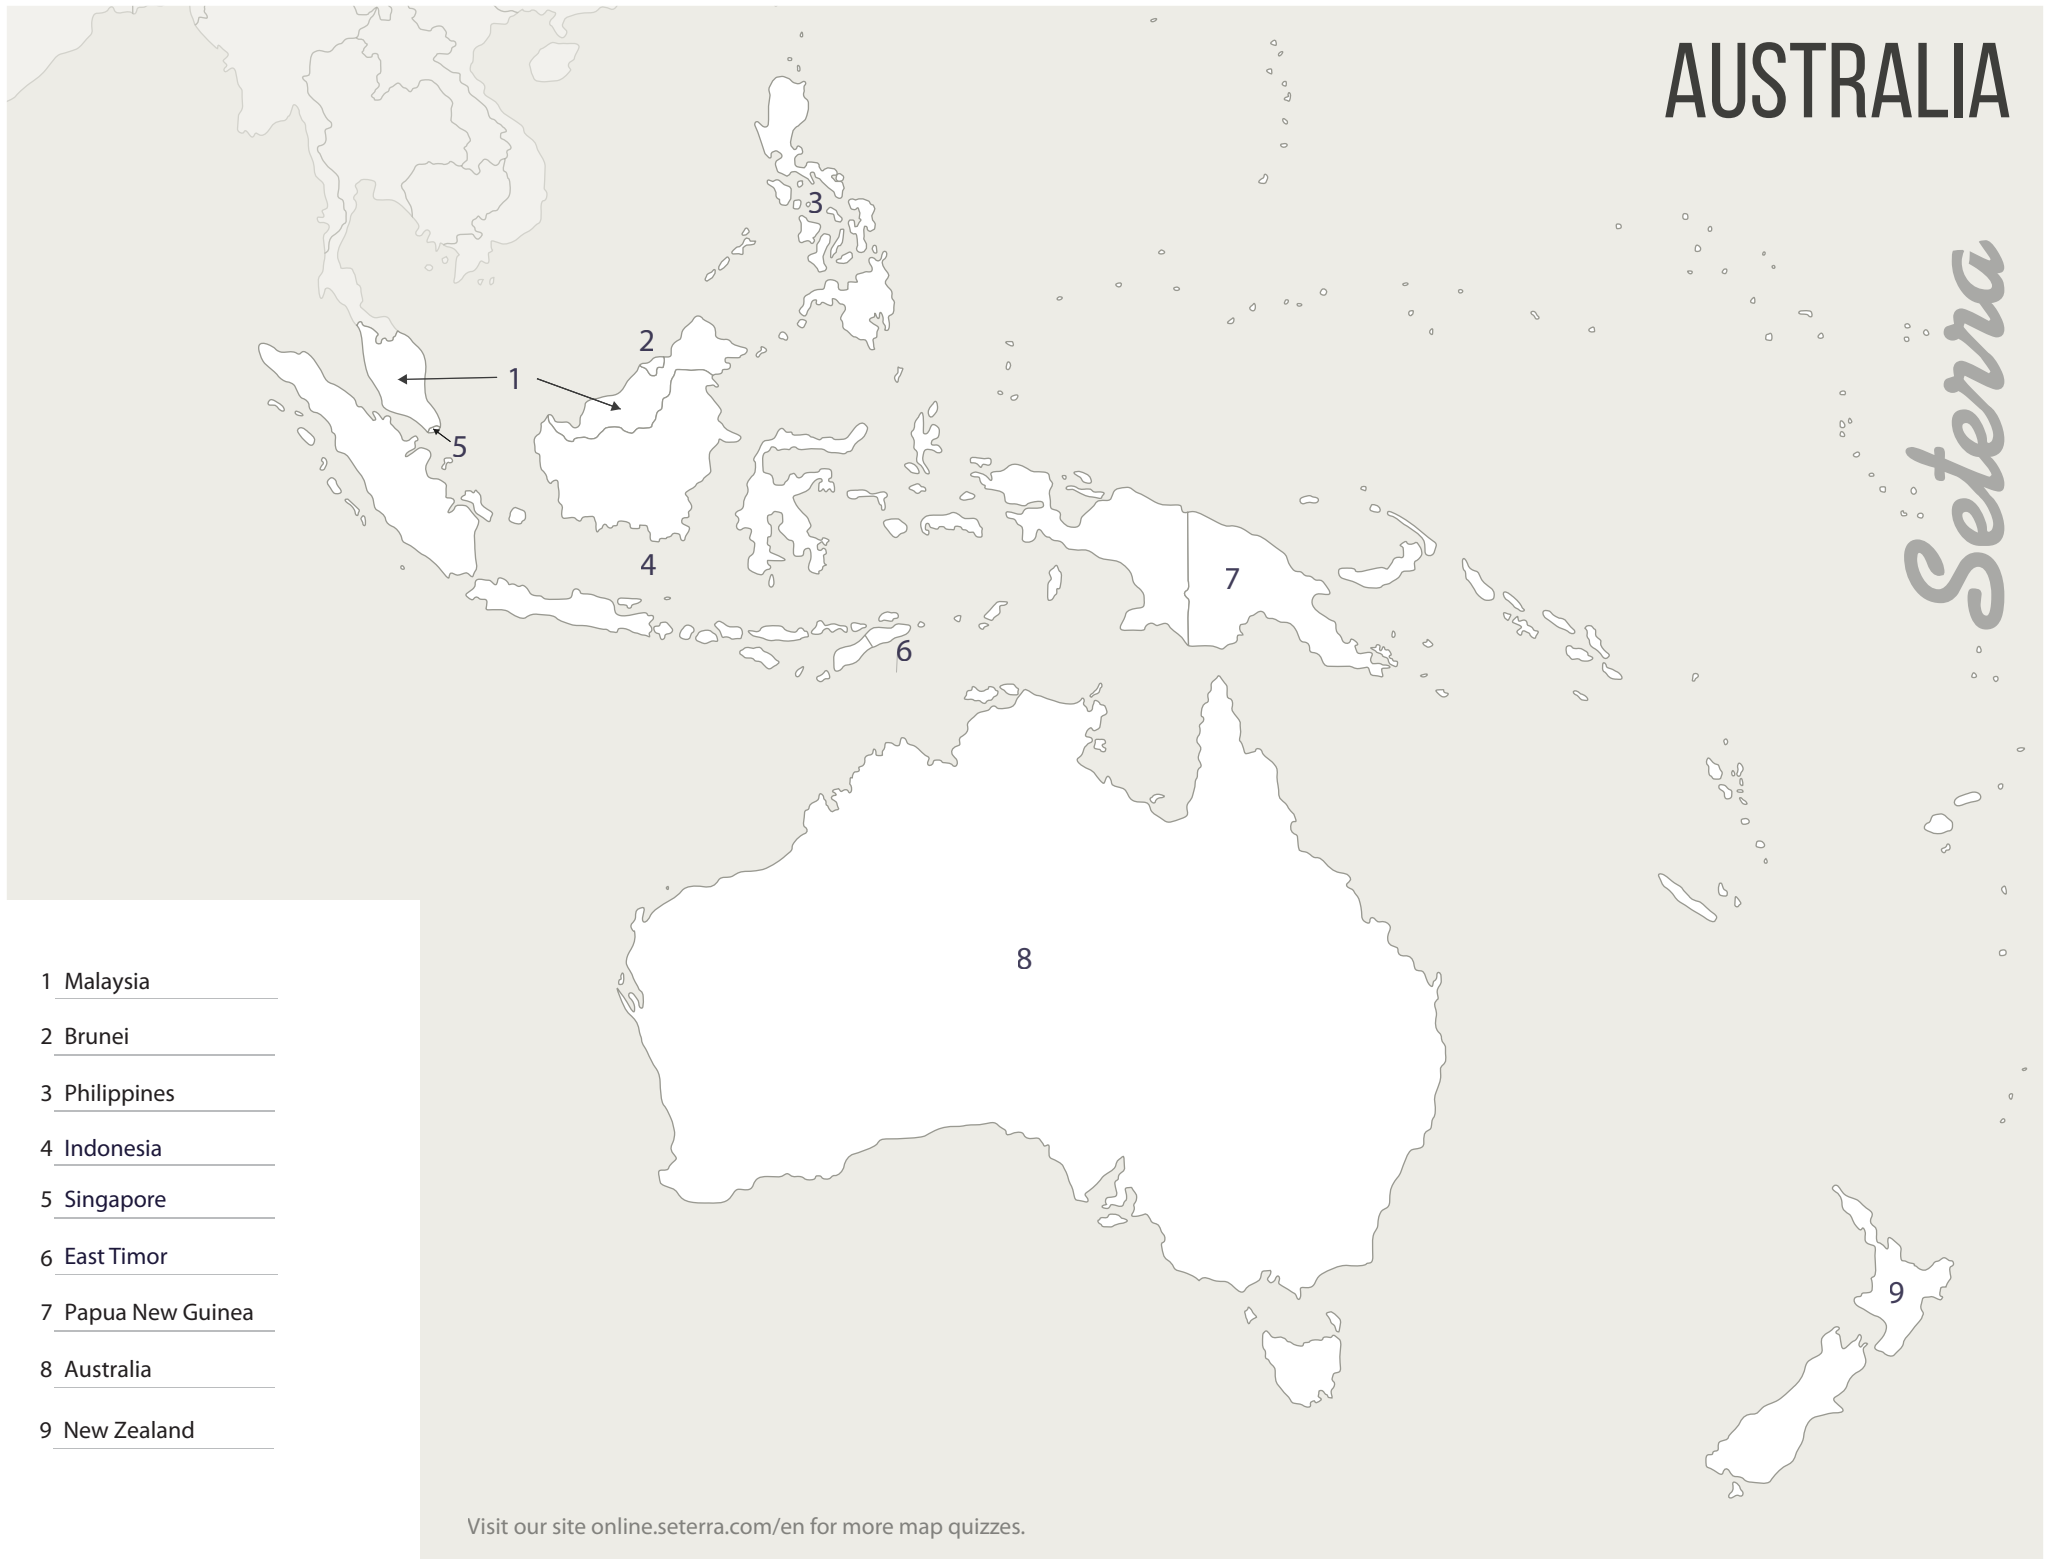 AUSTRALIA
Seterra
3
2
1
5
4
7
6
8
9
1 Malaysia
2 Brunei
3 Philippines
4 Indonesia
5 Singapore
6 East Timor
7 Papua New Guinea
8 Australia
9 New Zealand
Visit our site online.seterra.com/en for more map quizzes.